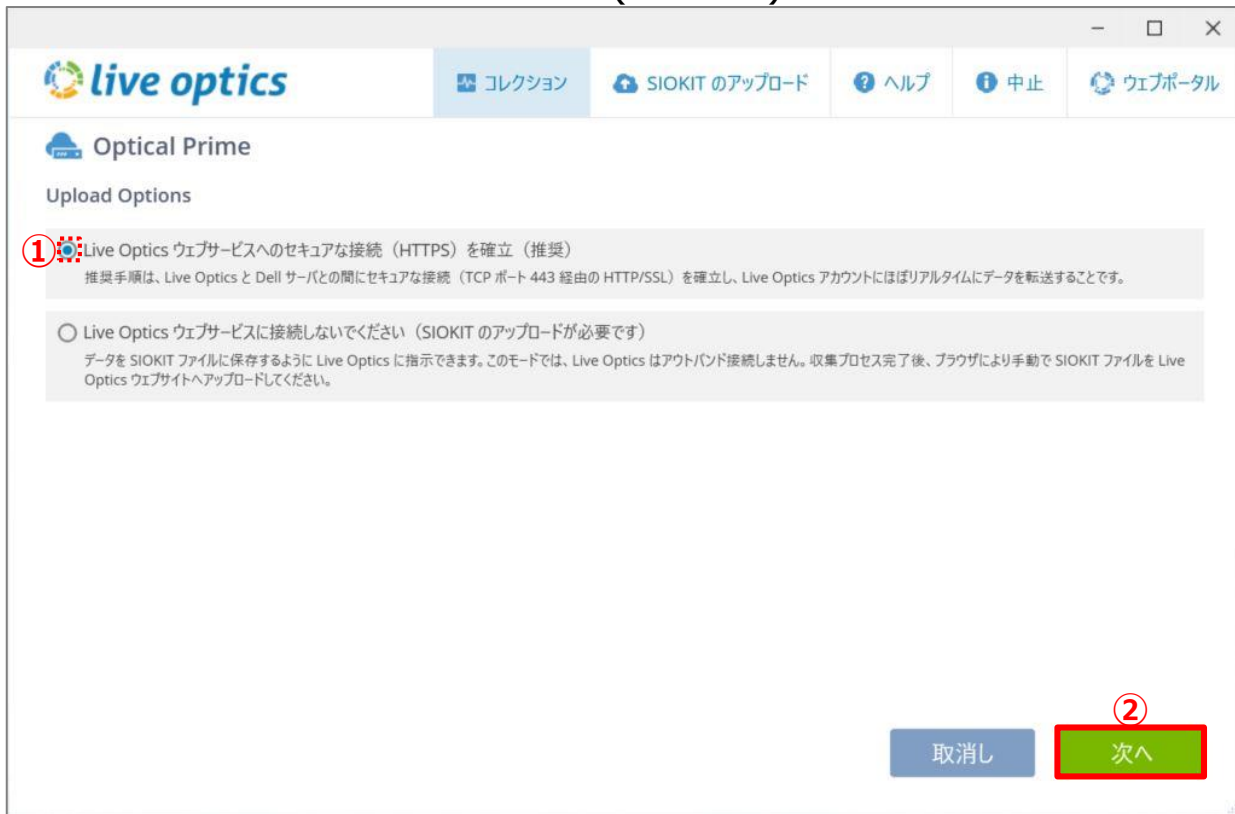 live optics
コレクション
SIOKIT のアップロード
ヘルプ
中止
ウェブポータル
Optical Prime
Upload Options
①
Live Optics ウェブサービスへのセキュアな接続（HTTPS）を確立（推奨）
推奨手順は、Live Optics と Dell サーバとの間にセキュアな接続（TCP ポート 443 経由の HTTP/SSL）を確立し、Live Optics アカウントにほぼリアルタイムにデータを転送することです。
Live Optics ウェブサービスに接続しないでください（SIOKIT のアップロードが必要です）
データを SIOKIT ファイルに保存するように Live Optics に指示できます。このモードでは、Live Optics はアウトバンド接続しません。収集プロセス完了後、ブラウザにより手動で SIOKIT ファイルを Live
Optics ウェブサイトへアップロードしてください。
②
取消し
次へ